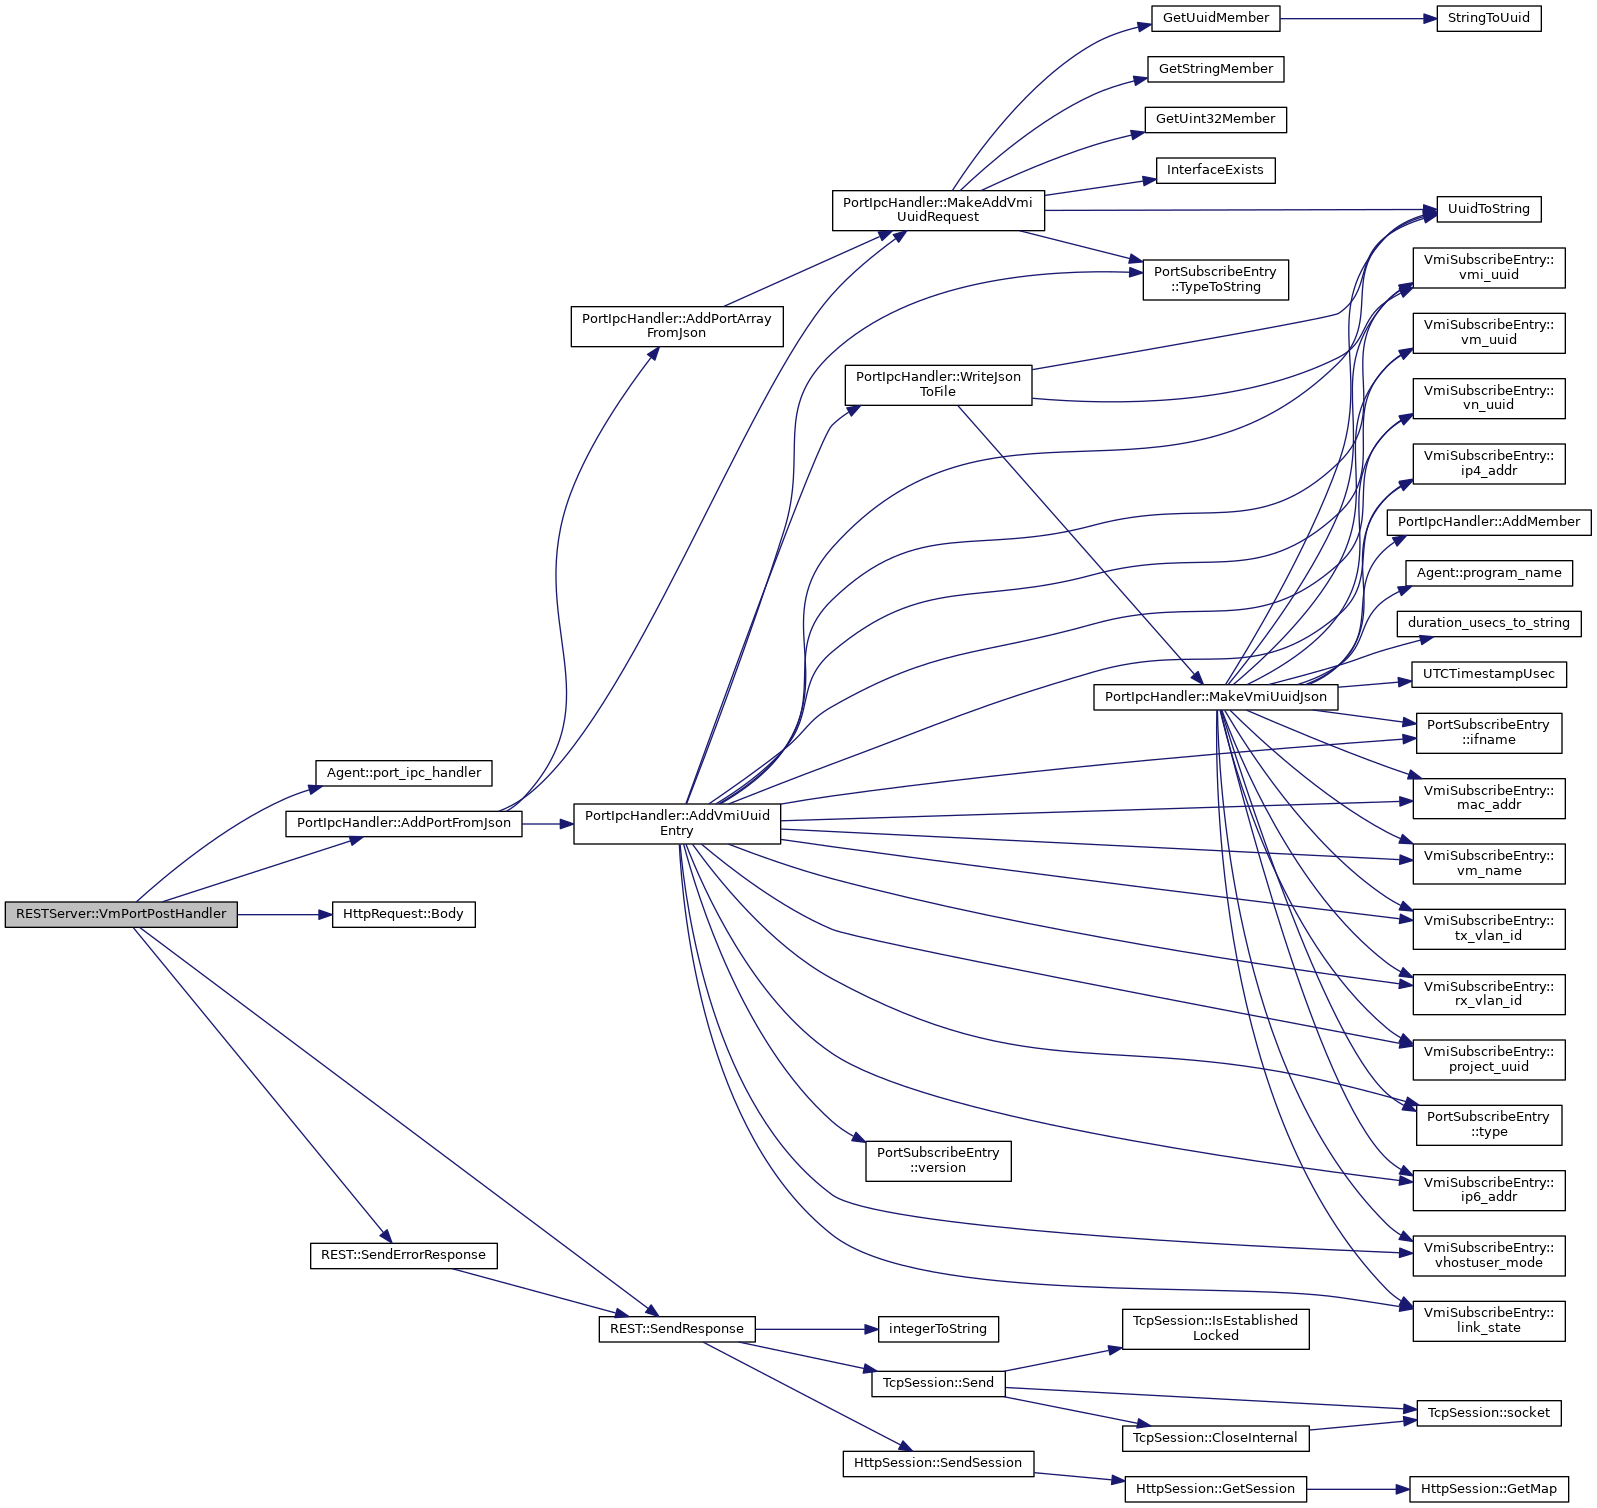 GetUuidMember
StringToUuid
GetStringMember
GetUint32Member
InterfaceExists
PortIpcHandler::MakeAddVmi
UuidRequest
UuidToString
PortSubscribeEntry
::TypeToString
VmiSubscribeEntry::
vmi_uuid
PortIpcHandler::AddPortArray
FromJson
VmiSubscribeEntry::
vm_uuid
PortIpcHandler::WriteJson
ToFile
VmiSubscribeEntry::
vn_uuid
VmiSubscribeEntry::
ip4_addr
PortIpcHandler::AddMember
Agent::program_name
duration_usecs_to_string
UTCTimestampUsec
PortIpcHandler::MakeVmiUuidJson
PortSubscribeEntry
::ifname
Agent::port_ipc_handler
VmiSubscribeEntry::
mac_addr
PortIpcHandler::AddPortFromJson
PortIpcHandler::AddVmiUuid
Entry
VmiSubscribeEntry::
vm_name
RESTServer::VmPortPostHandler
HttpRequest::Body
VmiSubscribeEntry::
tx_vlan_id
VmiSubscribeEntry::
rx_vlan_id
VmiSubscribeEntry::
project_uuid
PortSubscribeEntry
::type
PortSubscribeEntry
::version
VmiSubscribeEntry::
ip6_addr
REST::SendErrorResponse
VmiSubscribeEntry::
vhostuser_mode
REST::SendResponse
integerToString
TcpSession::IsEstablished
Locked
VmiSubscribeEntry::
link_state
TcpSession::Send
TcpSession::socket
TcpSession::CloseInternal
HttpSession::SendSession
HttpSession::GetSession
HttpSession::GetMap